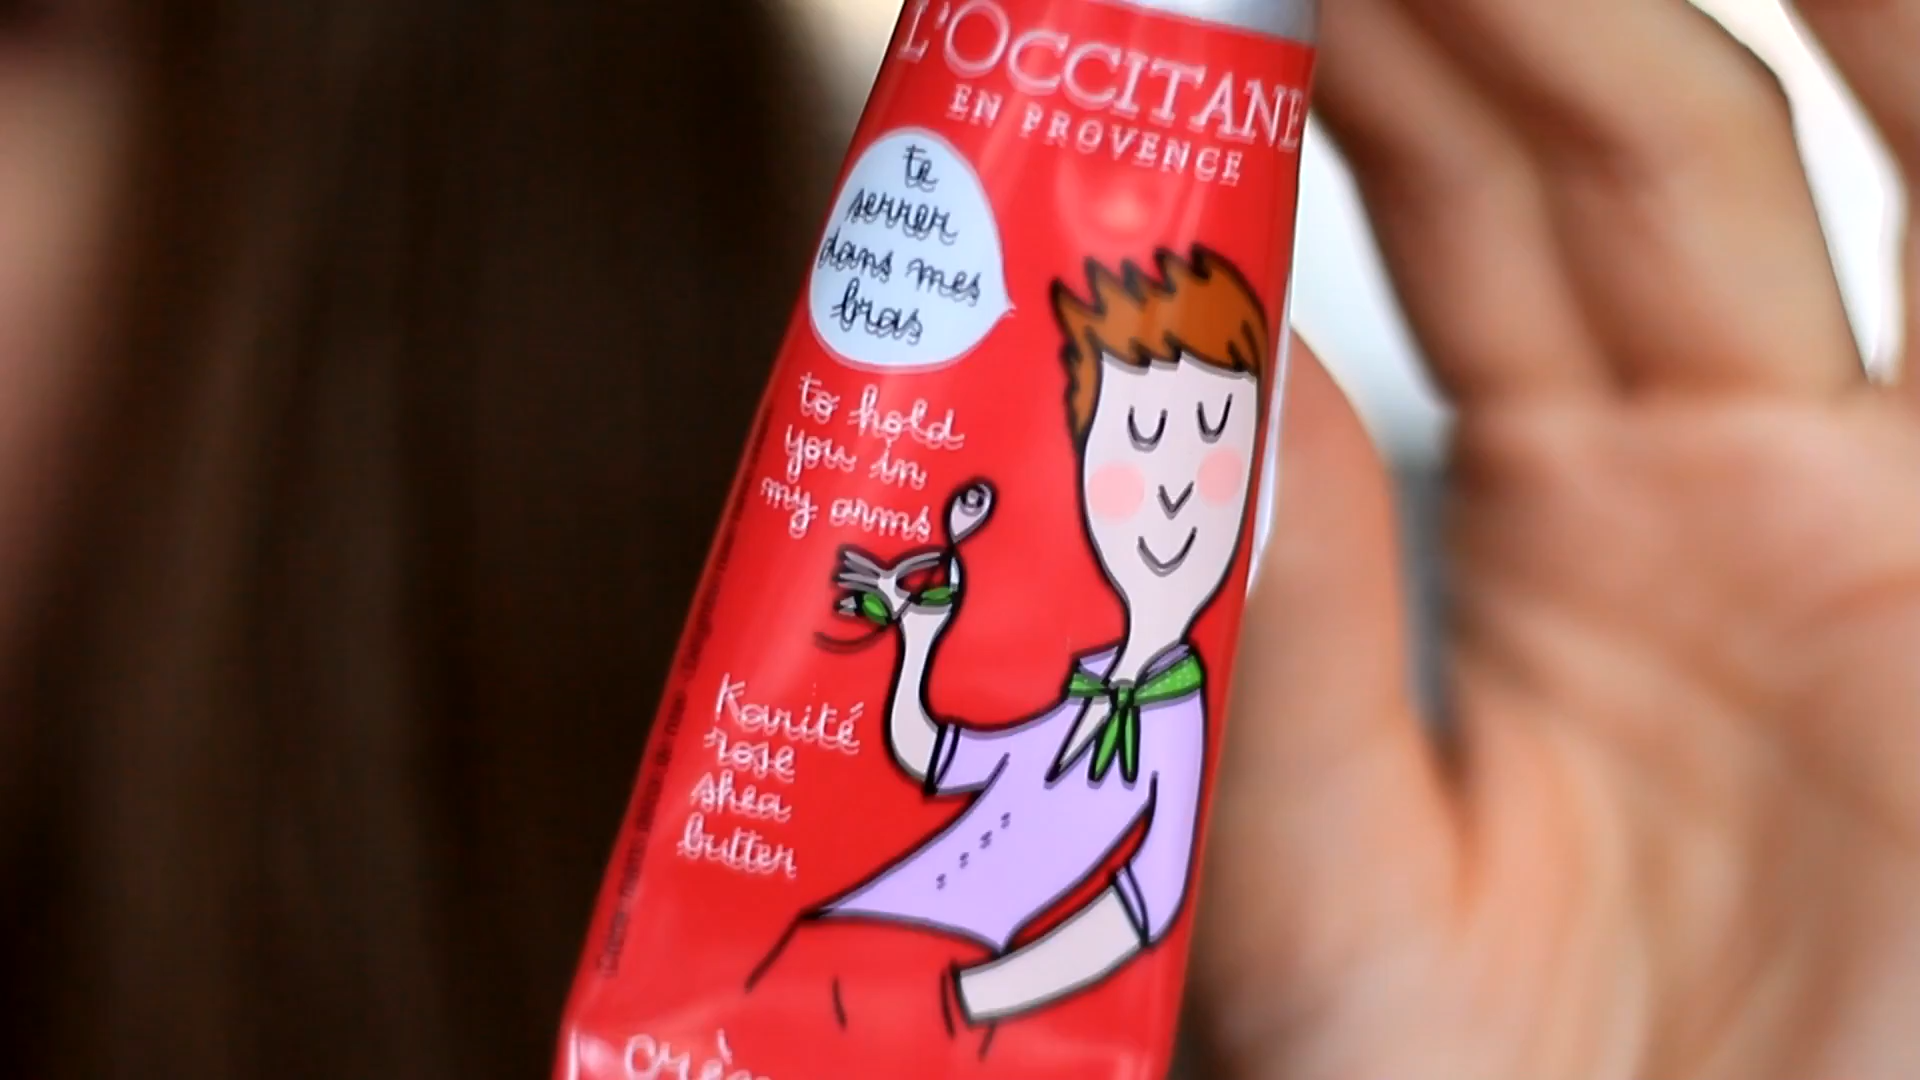 L'OCCITANE
EN PROVENCE
te
serrer
dans mes
bras
to hold
you in
my arms
Karité
rose
shea
butter